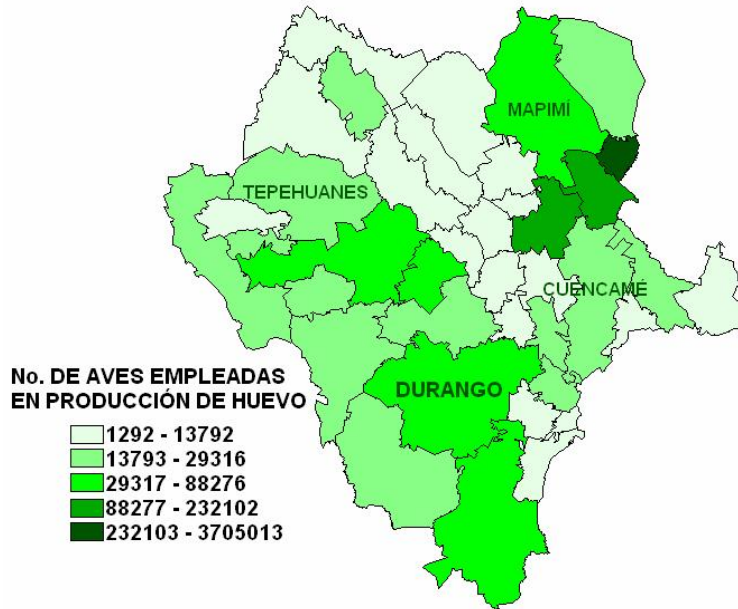 MAPIMÍ
TEPEHUANES
CUENCAMÉ
DURANGO
No. DE AVES EMPLEADAS
EN PRODUCCIÓN DE HUEVO
1292 - 13792
13793 - 29316
29317 - 88276
88277 - 232102
232103 - 3705013